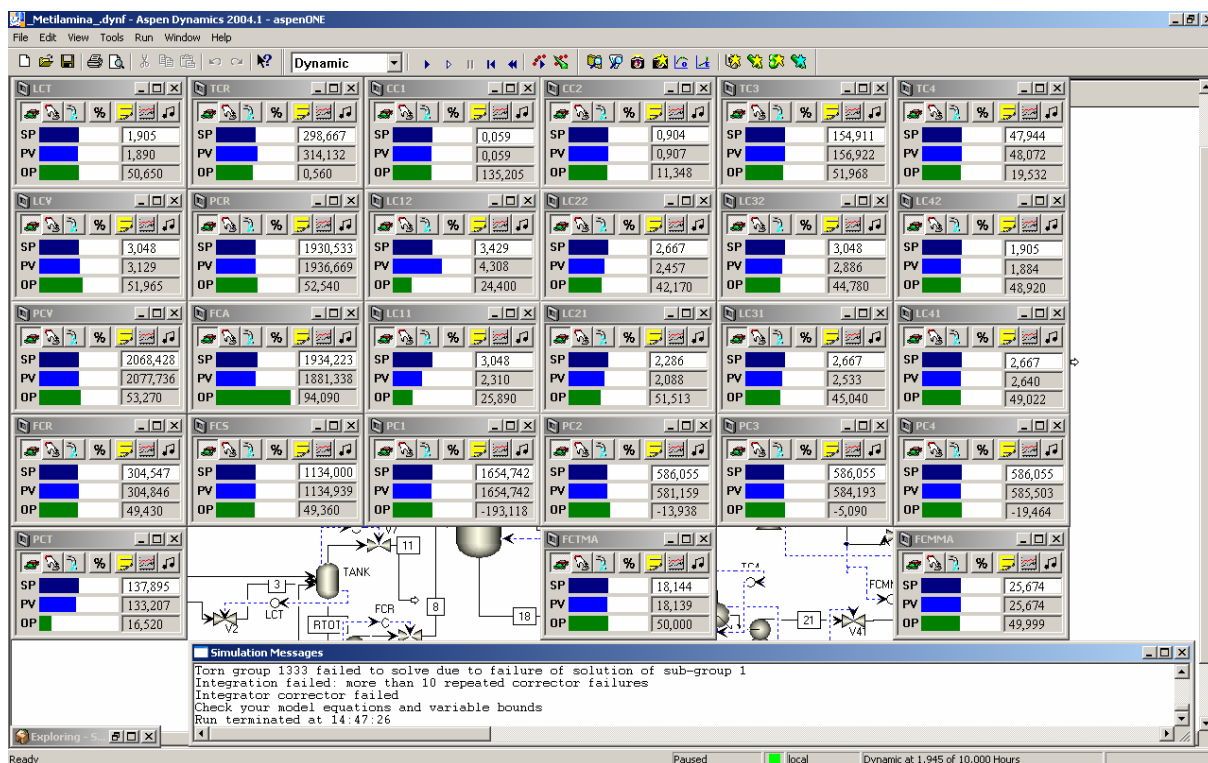 _Metilamina_.dynf - Aspen Dynamics 2004.1 - aspenONE
File Edit View Tools Run Window Help
Dynamic
LCT TCR CC1 CC2 TC3 TC4
% % % % % %
SP 1,905 SP 298,667 SP 0,059 SP 0,904 SP 154,911 SP 47,944
PV 1,890 PV 314,132 PV 0,059 PV 0,907 PV 156,922 PV 48,072
OP 50,650 OP 0,560 OP 135,205 OP 11,348 OP 51,968 OP 19,532
LCV PCR LC12 LC22 LC32 LC42
% % % % % %
SP 3,048 SP 1930,533 SP 3,429 SP 2,667 SP 3,048 SP 1,905
PV 3,129 PV 1936,669 PV 4,308 PV 2,457 PV 2,886 PV 1,884
OP 51,965 OP 52,540 OP 24,400 OP 42,170 OP 44,780 OP 48,920
PCV FCA LC11 LC21 LC31 LC41
% % % % % %
SP 2068,428 SP 1934,223 SP 3,048 SP 2,286 SP 2,667 SP 2,667
PV 2077,736 PV 1881,338 PV 2,310 PV 2,088 PV 2,533 PV 2,640
OP 53,270 OP 94,090 OP 25,890 OP 51,513 OP 45,040 OP 49,022
FCR FCS PC1 PC2 PC3 PC4
% % % % % %
SP 304,547 SP 1134,000 SP 1654,742 SP 586,055 SP 586,055 SP 586,055
PV 304,846 PV 1134,939 PV 1654,742 PV 581,159 PV 584,193 PV 585,503
OP 49,430 OP 49,360 OP -193,118 OP -13,938 OP -5,090 OP -19,464
PCT FCTMA FCMMA
% % %
SP 137,895 SP 18,144 SP 25,674
PV 133,207 PV 18,139 PV 25,674
OP 16,520 OP 50,000 OP 49,999
11
TANK
3
LCT
V2
FCR
RTOT
8
18
TC4
21
V41
Simulation Messages
Torn group 1333 failed to solve due to failure of solution of sub-group 1
Integration failed: more than 10 repeated corrector failures
Integrator corrector failed
Check your model equations and variable bounds
Run terminated at 14:47:26
Exploring - S...
Ready Paused local Dynamic at 1.945 of 10.000 Hours